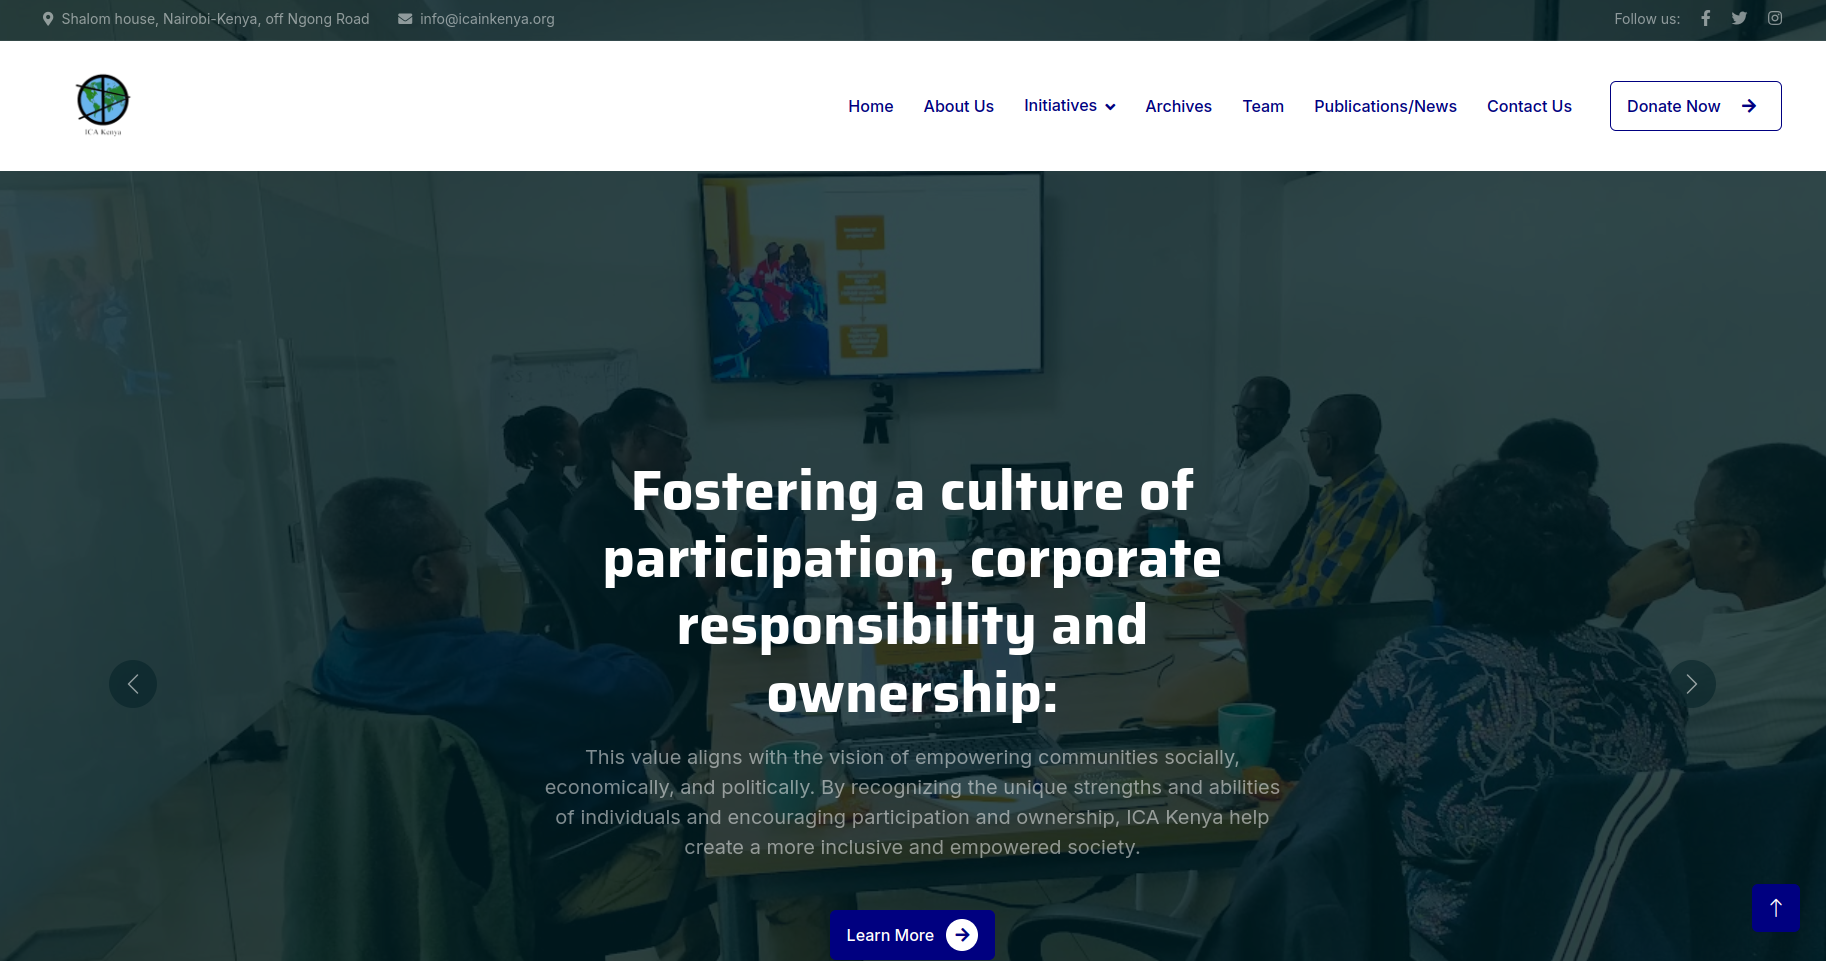 Shalom house, Nairobi-Kenya, off Ngong Road
info@icainkenya.org
Follow us:
ICA Kenya
Home
About Us
Initiatives
Archives
Team
Publications/News
Contact Us
Donate Now
Fostering a culture of
participation, corporate
responsibility and
ownership:
This value aligns with the vision of empowering communities socially,
economically, and politically. By recognizing the unique strengths and abilities
of individuals and encouraging participation and ownership, ICA Kenya help
create a more inclusive and empowered society.
Learn More